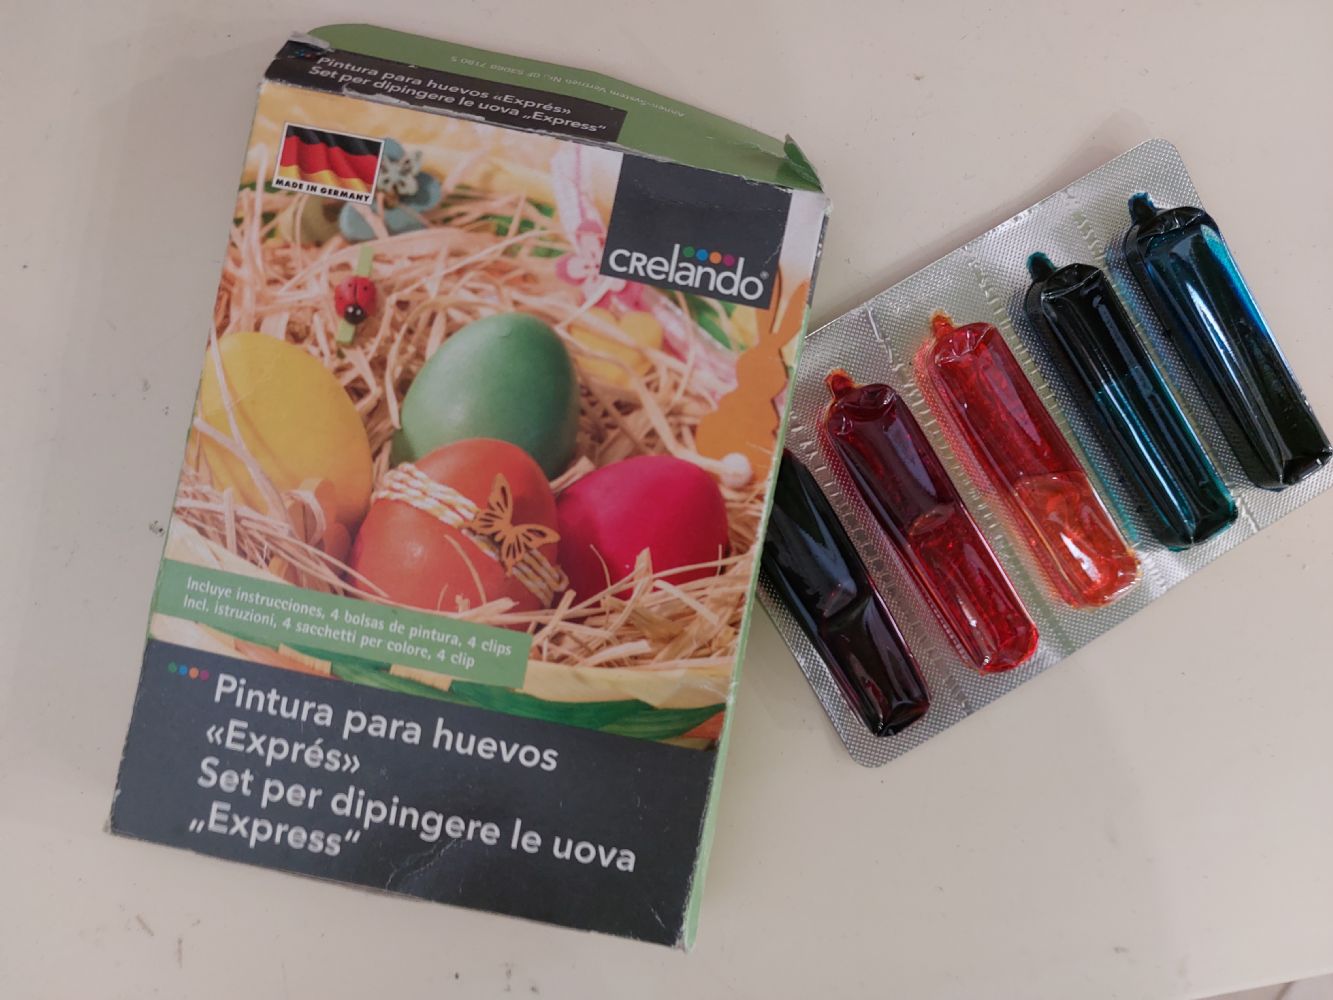 Pintura para huevos «Exprés»
Set per dipingere le uova „Express“
MADE IN GERMANY
crelando®
Incluye instrucciones, 4 bolsas de pintura, 4 clips
Incl. istruzioni, 4 sacchetti per colore, 4 clip
Pintura para huevos
«Exprés»
Set per dipingere le uova
„Express“